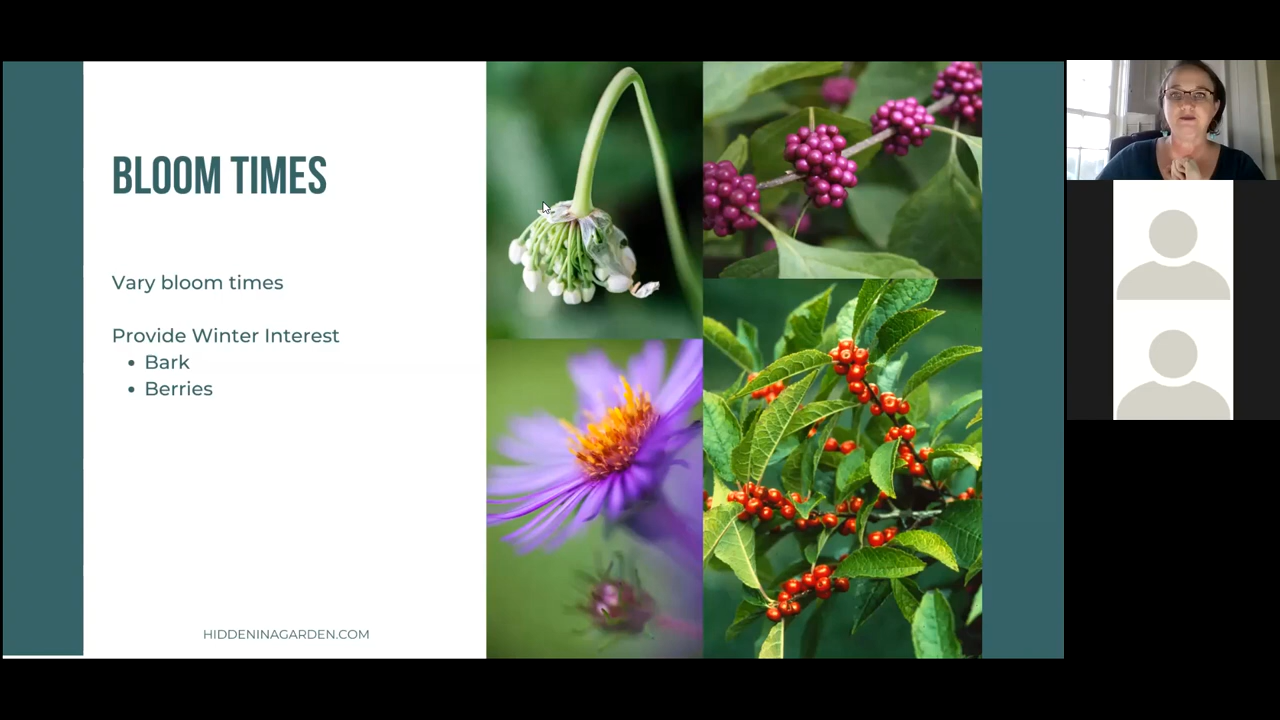 BLOOM TIMES
Vary bloom times
Provide Winter Interest
• Bark
• Berries
HIDDENINAGARDEN.COM